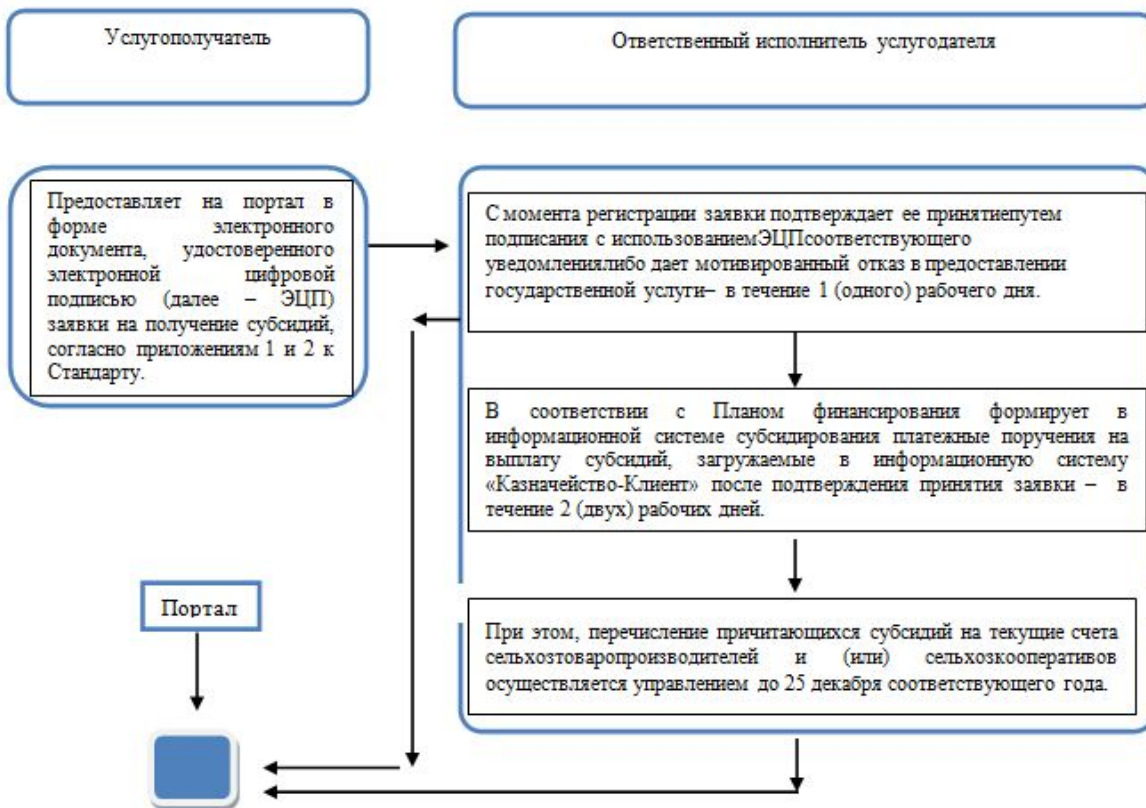 Услугополучатель
Ответственный исполнитель услугодателя
Предоставляет на портал в
форме электронного
документа, удостоверенного
электронной цифровой
подписью (далее – ЭЦП)
заявки на получение субсидий,
согласно приложениям 1 и 2 к
Стандарту.
С момента регистрации заявки подтверждает ее принятиепутем
подписания с использованиемЭЦПсоответствующего
уведомлениялибо дает мотивированный отказ в предоставлении
государственной услуги– в течение 1 (одного) рабочего дня.
В соответствии с Планом финансирования формирует в
информационной системе субсидирования платежные поручения на
выплату субсидий, загружаемые в информационную систему
«Казначейство-Клиент» после подтверждения принятия заявки – в
течение 2 (двух) рабочих дней.
Портал
При этом, перечисление причитающихся субсидий на текущие счета
сельхозтоваропроизводителей и (или) сельхозкооперативов
осуществляется управлением до 25 декабря соответствующего года.